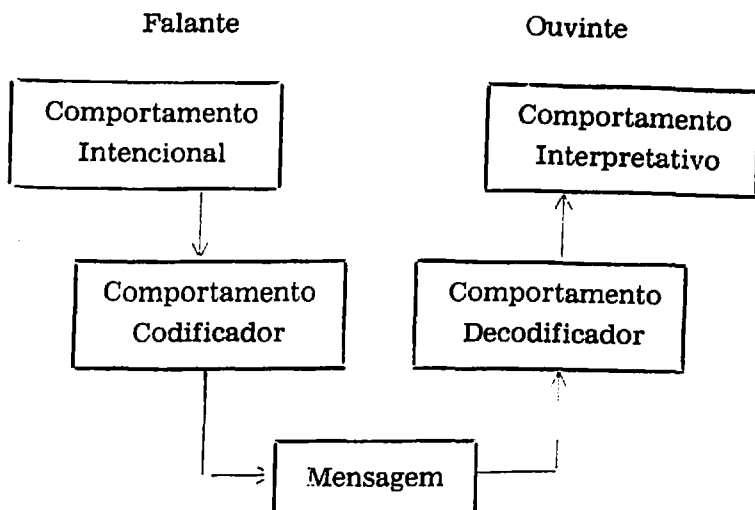 Falante
Ouvinte
Comportamento
Intencional
Comportamento
Interpretativo
Comportamento
Codificador
Comportamento
Decodificador
Mensagem